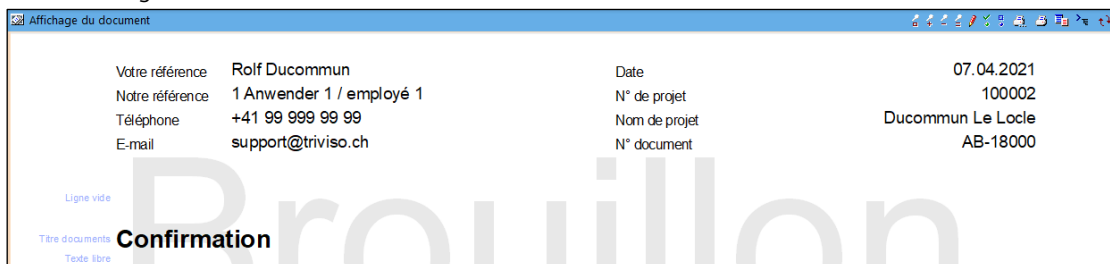 Affichage du document
Votre référence Rolf Ducommun Date 07.04.2021
Notre référence 1 Anwender 1 / employé 1 N° de projet 100002
Téléphone +41 99 999 99 99 Nom de projet Ducommun Le Locle
E-mail support@triviso.ch N° document AB-18000
Brouillon
Ligne vide
Titre documents Confirmation
Texte libre